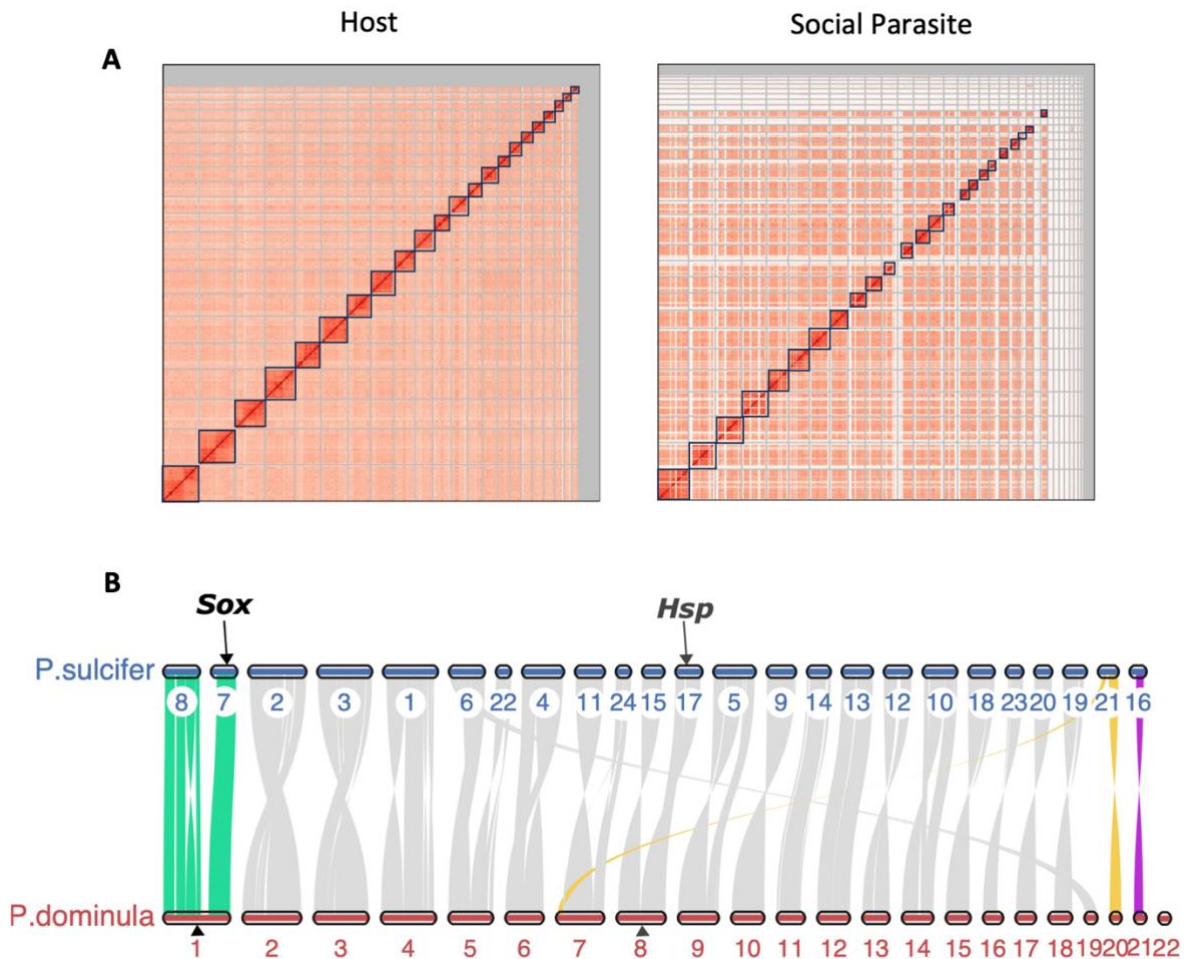 Host Social Parasite
A
B
Sox Hsp
P.sulcifer
8 7 2 3 1 6 22 4 11 24 15 17 5 9 14 13 12 10 18 23 20 19 21 16
P.dominula
1 2 3 4 5 6 7 8 9 10 11 12 13 14 15 16 17 18 19 20 21 22